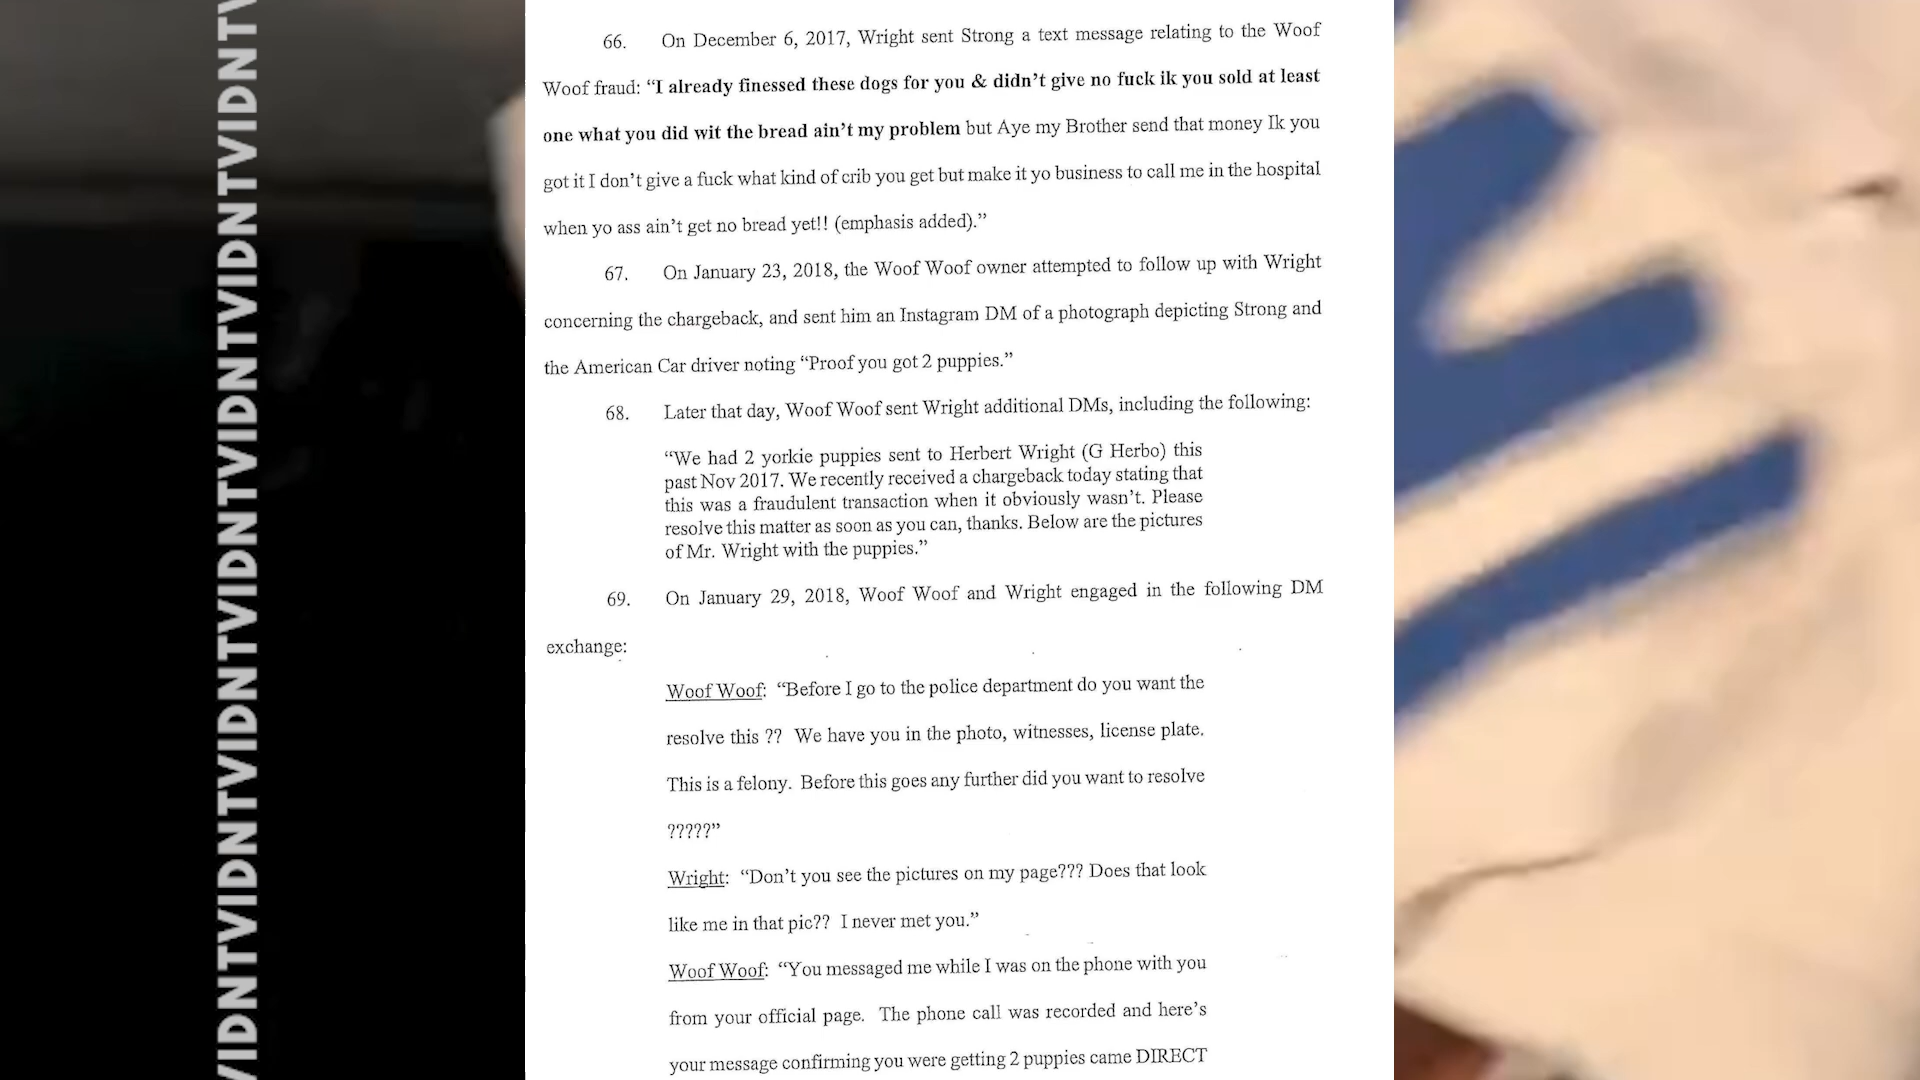 VIDNTVIDNTVIDNTVIDNTVIDNTVIDNTVIDNTV
66. On December 6, 2017, Wright sent Strong a text message relating to the Woof
Woof fraud: “I already finessed these dogs for you & didn’t give no fuck ik you sold at least
one what you did wit the bread ain’t my problem but Aye my Brother send that money Ik you
got it I don’t give a fuck what kind of crib you get but make it yo business to call me in the hospital
when yo ass ain’t get no bread yet!! (emphasis added).”
67. On January 23, 2018, the Woof Woof owner attempted to follow up with Wright
concerning the chargeback, and sent him an Instagram DM of a photograph depicting Strong and
the American Car driver noting “Proof you got 2 puppies.”
68. Later that day, Woof Woof sent Wright additional DMs, including the following:
“We had 2 yorkie puppies sent to Herbert Wright (G Herbo) this
past Nov 2017. We recently received a chargeback today stating that
this was a fraudulent transaction when it obviously wasn’t. Please
resolve this matter as soon as you can, thanks. Below are the pictures
of Mr. Wright with the puppies.”
69. On January 29, 2018, Woof Woof and Wright engaged in the following DM
exchange:
Woof Woof: “Before I go to the police department do you want the
resolve this ?? We have you in the photo, witnesses, license plate.
This is a felony. Before this goes any further did you want to resolve
?????”
Wright: “Don’t you see the pictures on my page??? Does that look
like me in that pic?? I never met you.”
Woof Woof: “You messaged me while I was on the phone with you
from your official page. The phone call was recorded and here’s
your message confirming you were getting 2 puppies came DIRECT